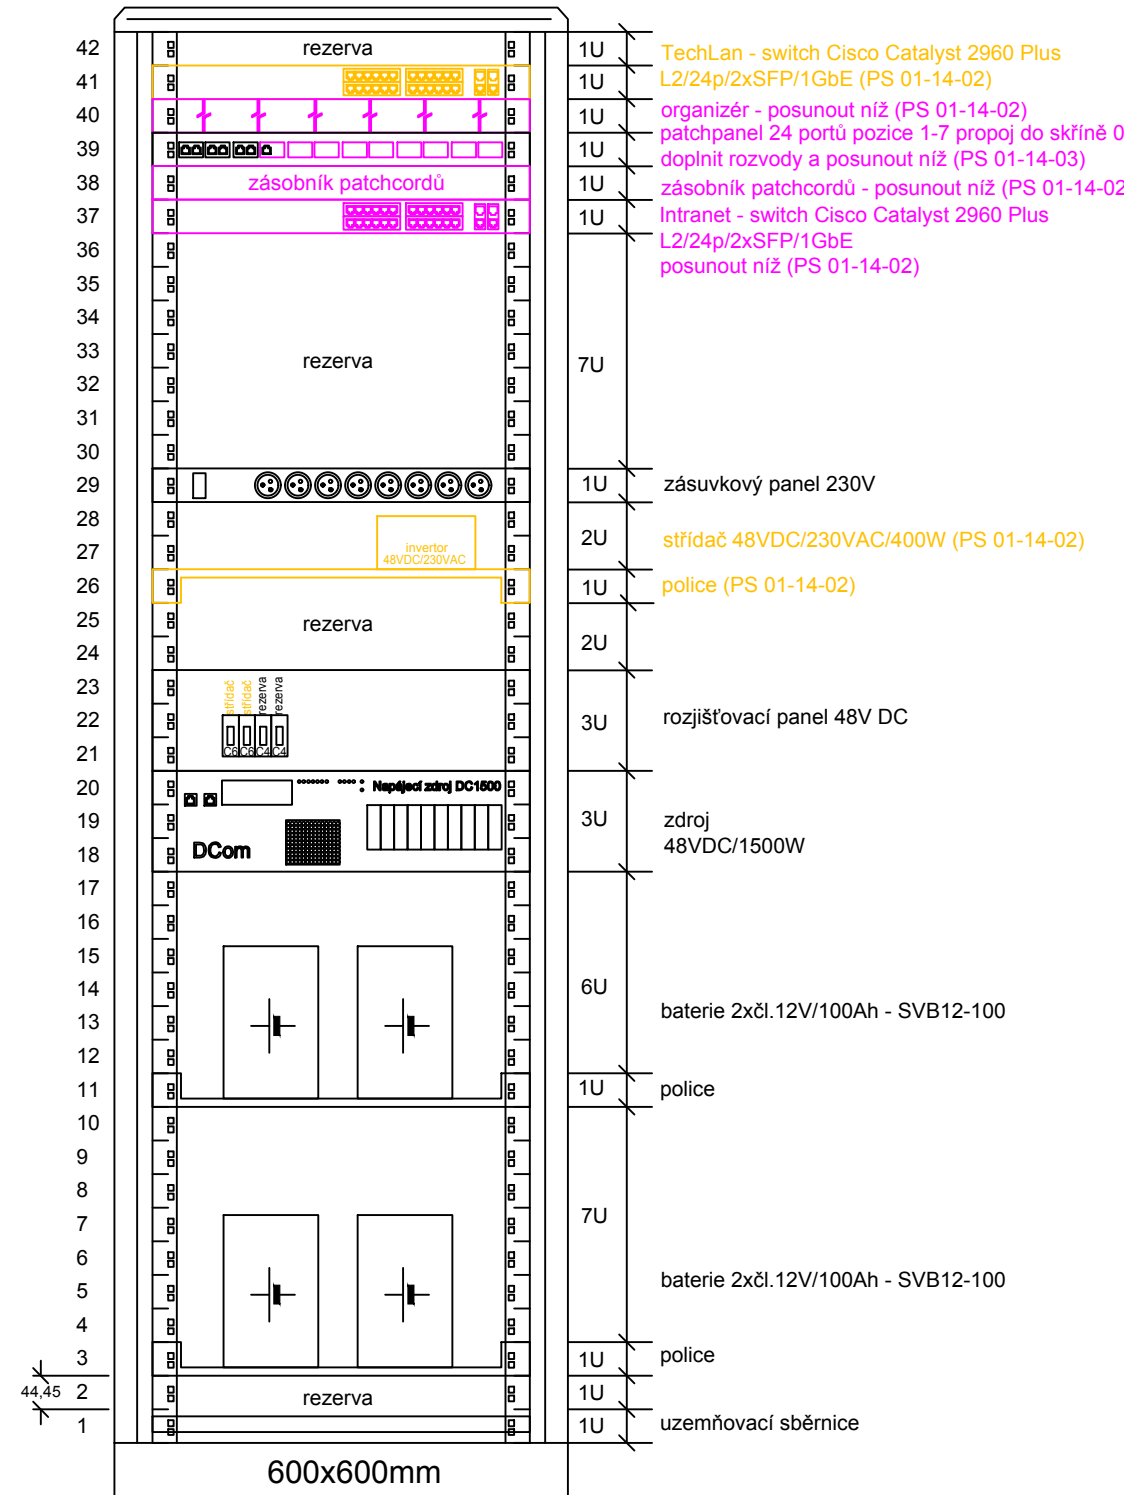 42 rezerva 1U TechLan - switch Cisco Catalyst 2960 Plus
41 1U L2/24p/2xSFP/1GbE (PS 01-14-02)
40 1U organizér - posunout níž (PS 01-14-02)
patchpanel 24 portů pozice 1-7 propoj do skříně 0
39 1U doplnit rozvody a posunout níž (PS 01-14-03)
38 zásobník patchcordů 1U zásobník patchcordů - posunout níž (PS 01-14-02
37 1U Intranet - switch Cisco Catalyst 2960 Plus
L2/24p/2xSFP/1GbE
36
posunout níž (PS 01-14-02)
35
34
33 rezerva 7U
32
31
30
29 1U zásuvkový panel 230V
28
2U střídač 48VDC/230VAC/400W (PS 01-14-02)
27 invertor
48VDC/230VAC
26 1U police (PS 01-14-02)
25 rezerva
24 2U
23 střídač střídač rezerva rezerva
22 3U rozjišťovací panel 48V DC
21 C6 C6 C4 C4
20 Napájecí zdroj DC1500
19 3U zdroj
18 DCom 48VDC/1500W
17
16
15
14 6U
13 baterie 2xčl.12V/100Ah - SVB12-100
12
11 1U police
10
9
8
7 7U
6
5 baterie 2xčl.12V/100Ah - SVB12-100
4
3 1U police
44,45 2 rezerva 1U
1 1U uzemňovací sběrnice
600x600mm